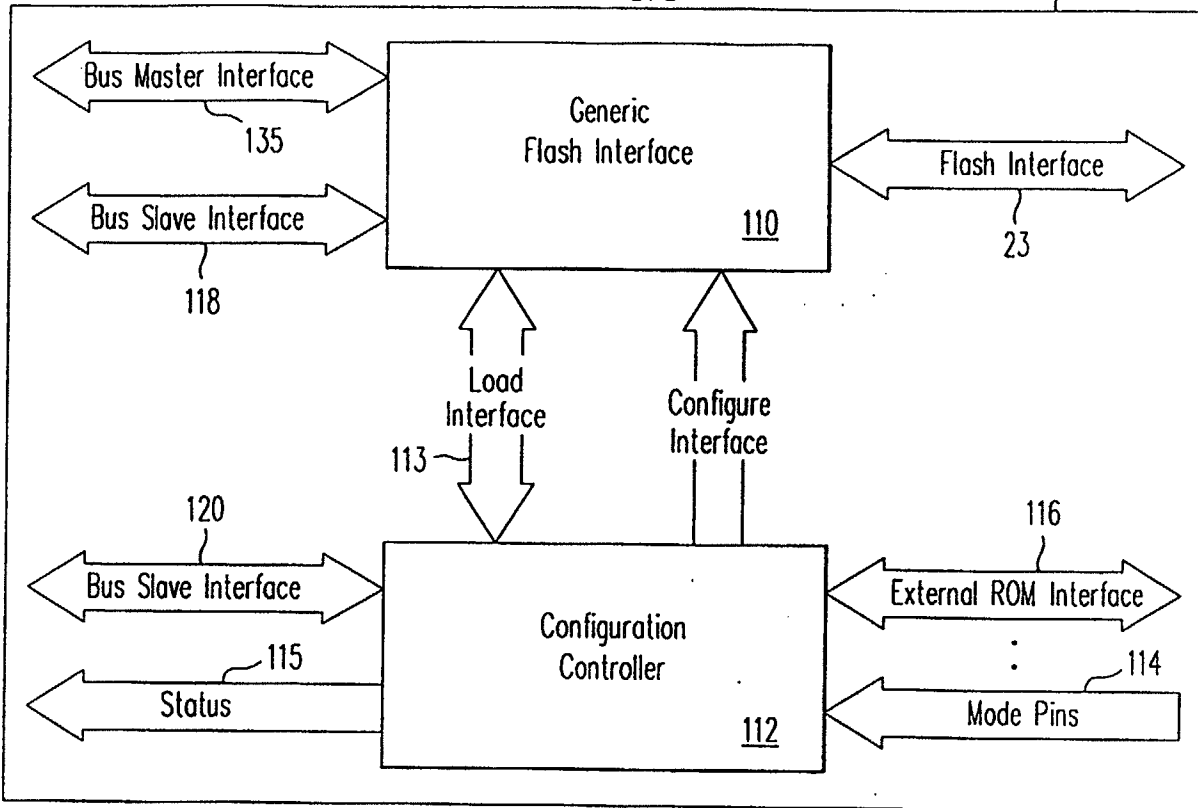 Bus Master Interface
135
Generic
Flash Interface
110
Flash Interface
23
Bus Slave Interface
118
Load
Interface
113
Configure
Interface
120
Bus Slave Interface
115
Status
Configuration
Controller
112
116
External ROM Interface
114
Mode Pins